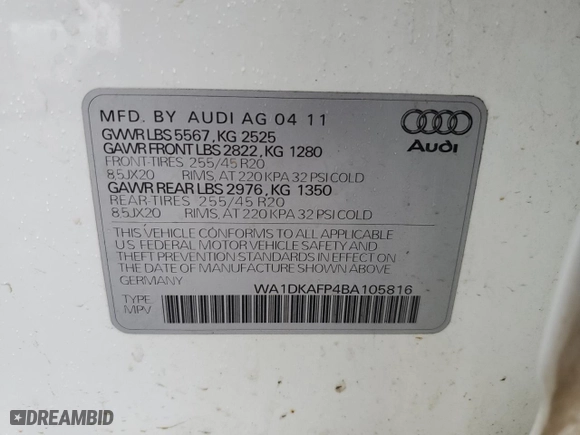 MFD. BY AUDI AG 04 11
GVWR LBS 5567, KG 2525
GAWR FRONT LBS 2822, KG 1280
FRONT-TIRES 255/45 R20
8.5JX20 RIMS, AT 220 KPA 32 PSI COLD
GAWR REAR LBS 2976, KG 1350
REAR-TIRES 255/45 R20
8.5JX20 RIMS, AT 220 KPA 32 PSI COLD
THIS VEHICLE CONFORMS TO ALL APPLICABLE
U.S. FEDERAL MOTOR VEHICLE SAFETY AND
THEFT PREVENTION STANDARDS IN EFFECT ON
THE DATE OF MANUFACTURE SHOWN ABOVE.
GERMANY WA1DKAFP4BA105816
TYPE:
MPV
Audi
DREAMBID